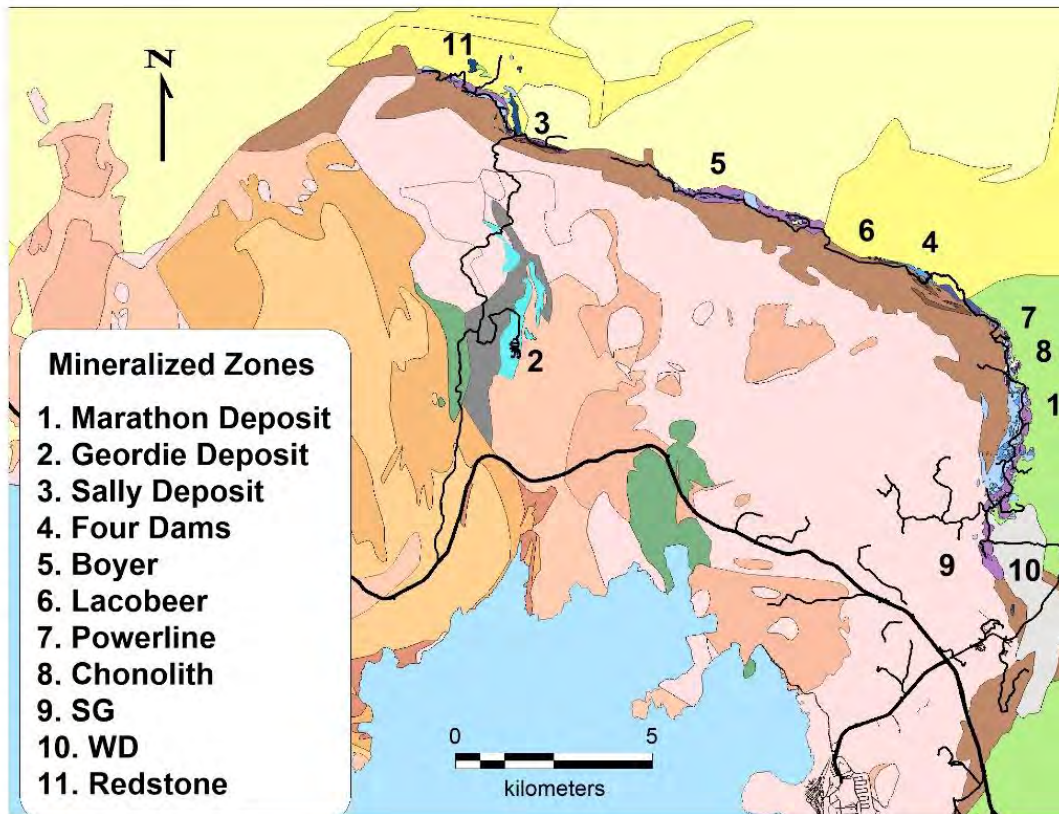 11
N
3
5
6
4
7
8
1
2
9
10
Mineralized Zones
1. Marathon Deposit
2. Geordie Deposit
3. Sally Deposit
4. Four Dams
5. Boyer
6. Lacobeer
7. Powerline
8. Chonolith
9. SG
10. WD
11. Redstone
0 5
kilometers